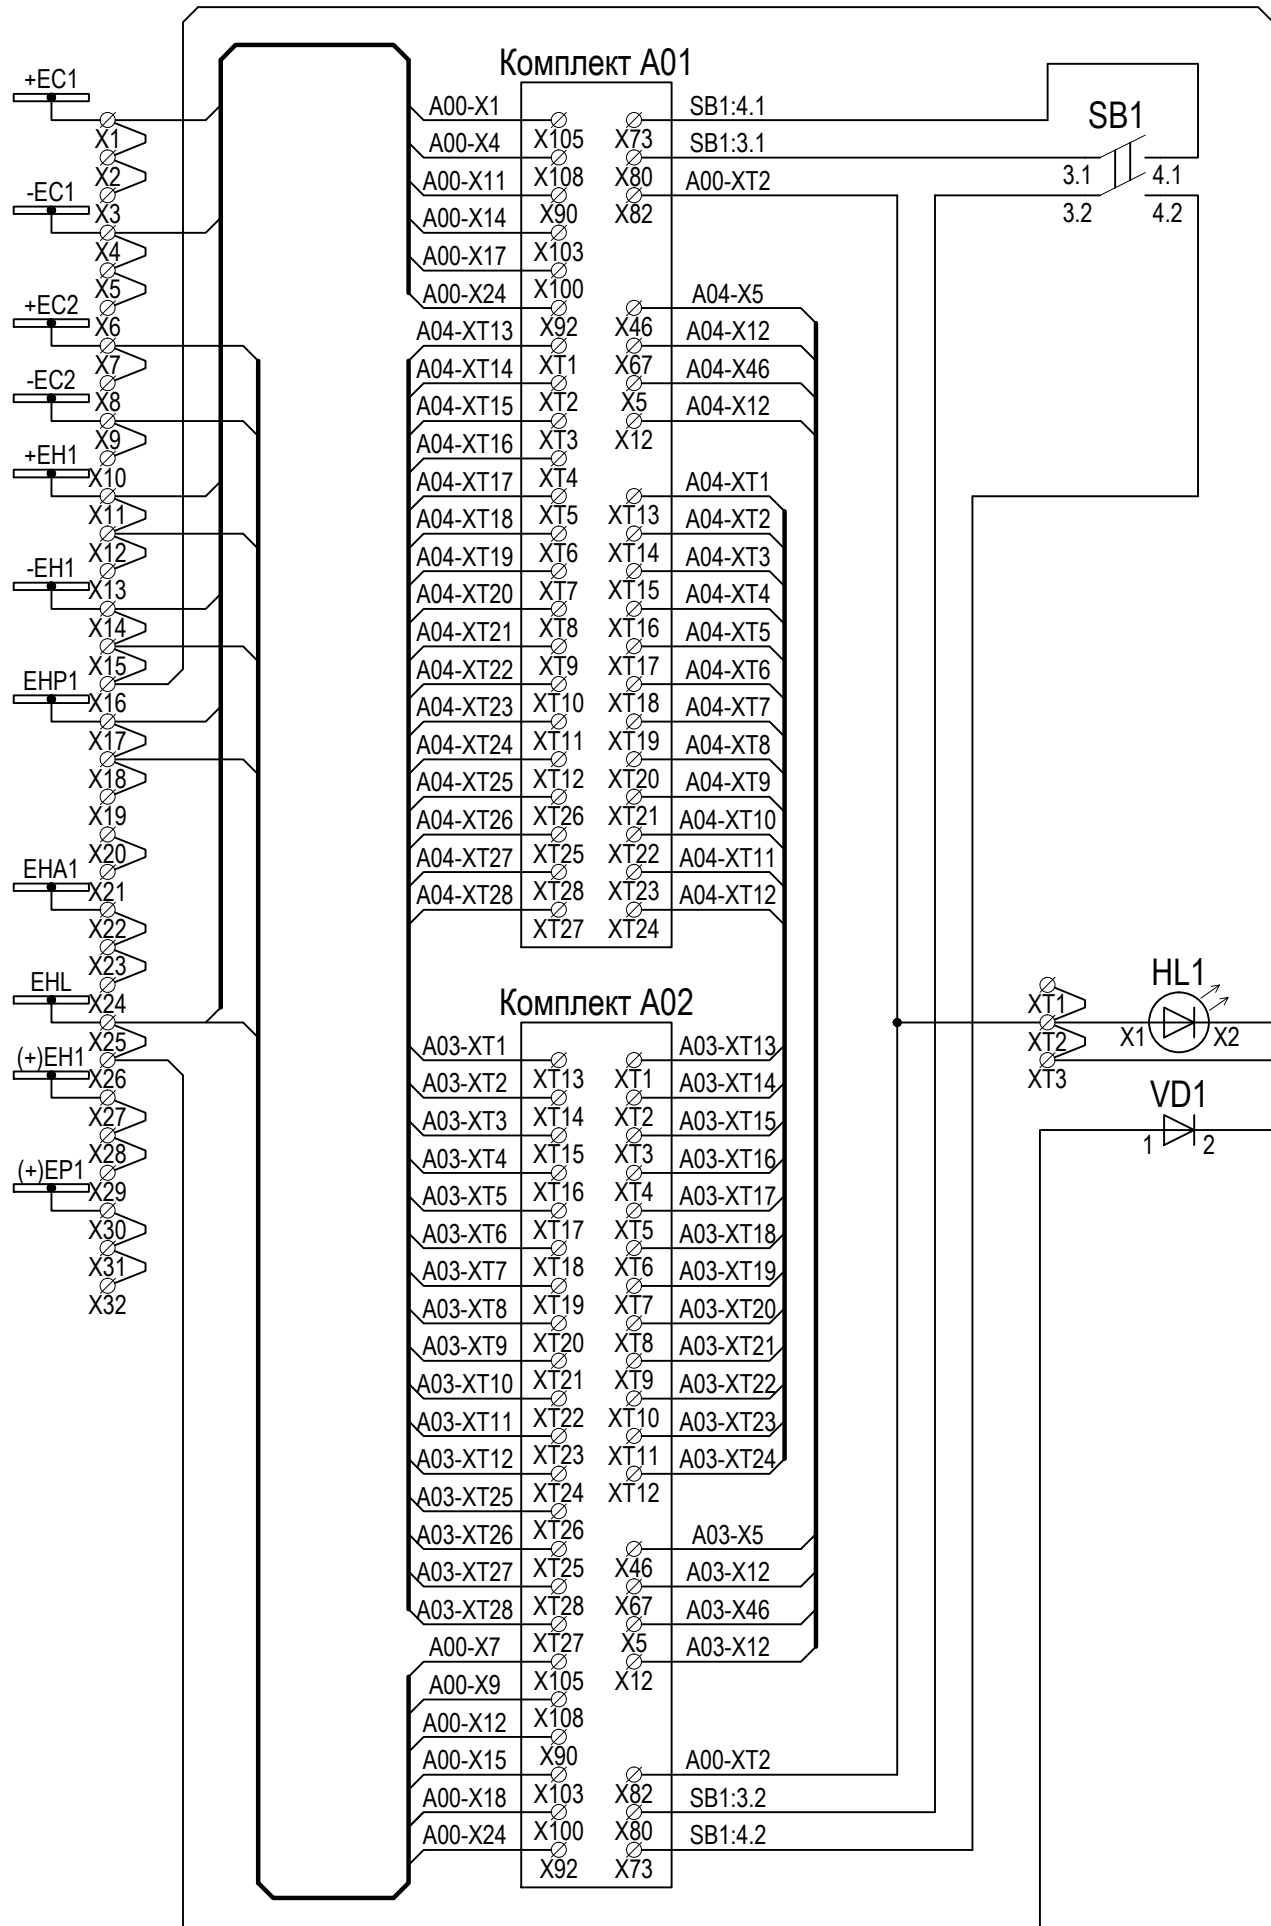 +EC1
X1
X2
X3
-EC1
X4
X5
X6
+EC2
X7
X8
-EC2
X9
X10
+EH1
X11
X12
X13
-EH1
X14
X15
X16
EHP1
X17
X18
X19
X20
X21
EHA1
X22
X23
X24
EHL
X25
X26
(+)EH1
X27
X28
X29
(+)EP1
X30
X31
X32
Комплект А01
A00-X1 X105 X73 SB1:4.1
A00-X4 X108 X80 SB1:3.1
A00-X11 X90 X82 A00-XT2
A00-X14 X103
A00-X17 X100
A00-X24 X92 X46 A04-X5
A04-XT13 XT1 X67 A04-X12
A04-XT14 XT2 X5 A04-X46
A04-XT15 XT3 X12 A04-X12
A04-XT16 XT4
A04-XT17 XT5 XT13 A04-XT1
A04-XT18 XT6 XT14 A04-XT2
A04-XT19 XT7 XT15 A04-XT3
A04-XT20 XT8 XT16 A04-XT4
A04-XT21 XT9 XT17 A04-XT5
A04-XT22 XT10 XT18 A04-XT6
A04-XT23 XT11 XT19 A04-XT7
A04-XT24 XT12 XT20 A04-XT8
A04-XT25 XT26 XT21 A04-XT9
A04-XT26 XT25 XT22 A04-XT10
A04-XT27 XT28 XT23 A04-XT11
A04-XT28 XT27 XT24 A04-XT12
Комплект А02
A03-XT1 XT13 XT1 A03-XT13
A03-XT2 XT14 XT2 A03-XT14
A03-XT3 XT15 XT3 A03-XT15
A03-XT4 XT16 XT4 A03-XT16
A03-XT5 XT17 XT5 A03-XT17
A03-XT6 XT18 XT6 A03-XT18
A03-XT7 XT19 XT7 A03-XT19
A03-XT8 XT20 XT8 A03-XT20
A03-XT9 XT21 XT9 A03-XT21
A03-XT10 XT22 XT10 A03-XT22
A03-XT11 XT23 XT11 A03-XT23
A03-XT12 XT24 XT12 A03-XT24
A03-XT25 XT26
A03-XT26 XT25 X46 A03-X5
A03-XT27 XT28 X67 A03-X12
A03-XT28 XT27 X5 A03-X46
A00-X7 X105 X12 A03-X12
A00-X9 X108
A00-X12 X90
A00-X15 X103 X82 A00-XT2
A00-X18 X100 X80 SB1:3.2
A00-X24 X92 X73 SB1:4.2
SB1
3.1 4.1
3.2 4.2
HL1
XT1
X1 X2
XT2
XT3
VD1
1 2